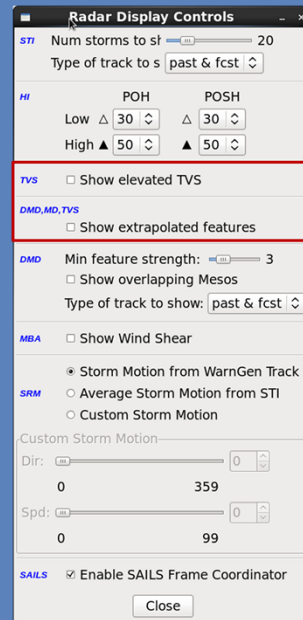 Radar Display Controls
STI Num storms to sh 20
Type of track to s past & fcst
HI POH POSH
Low 30 30
High 50 50
TVS Show elevated TVS
DMD,MD,TVS
Show extrapolated features
DMD Min feature strength: 3
Show overlapping Mesos
Type of track to show: past & fcst
MBA Show Wind Shear
Storm Motion from WarnGen Track
SRM Average Storm Motion from STI
Custom Storm Motion
Custom Storm Motion
Dir: 0
0 359
Spd: 0
0 99
SAILS Enable SAILS Frame Coordinator
Close